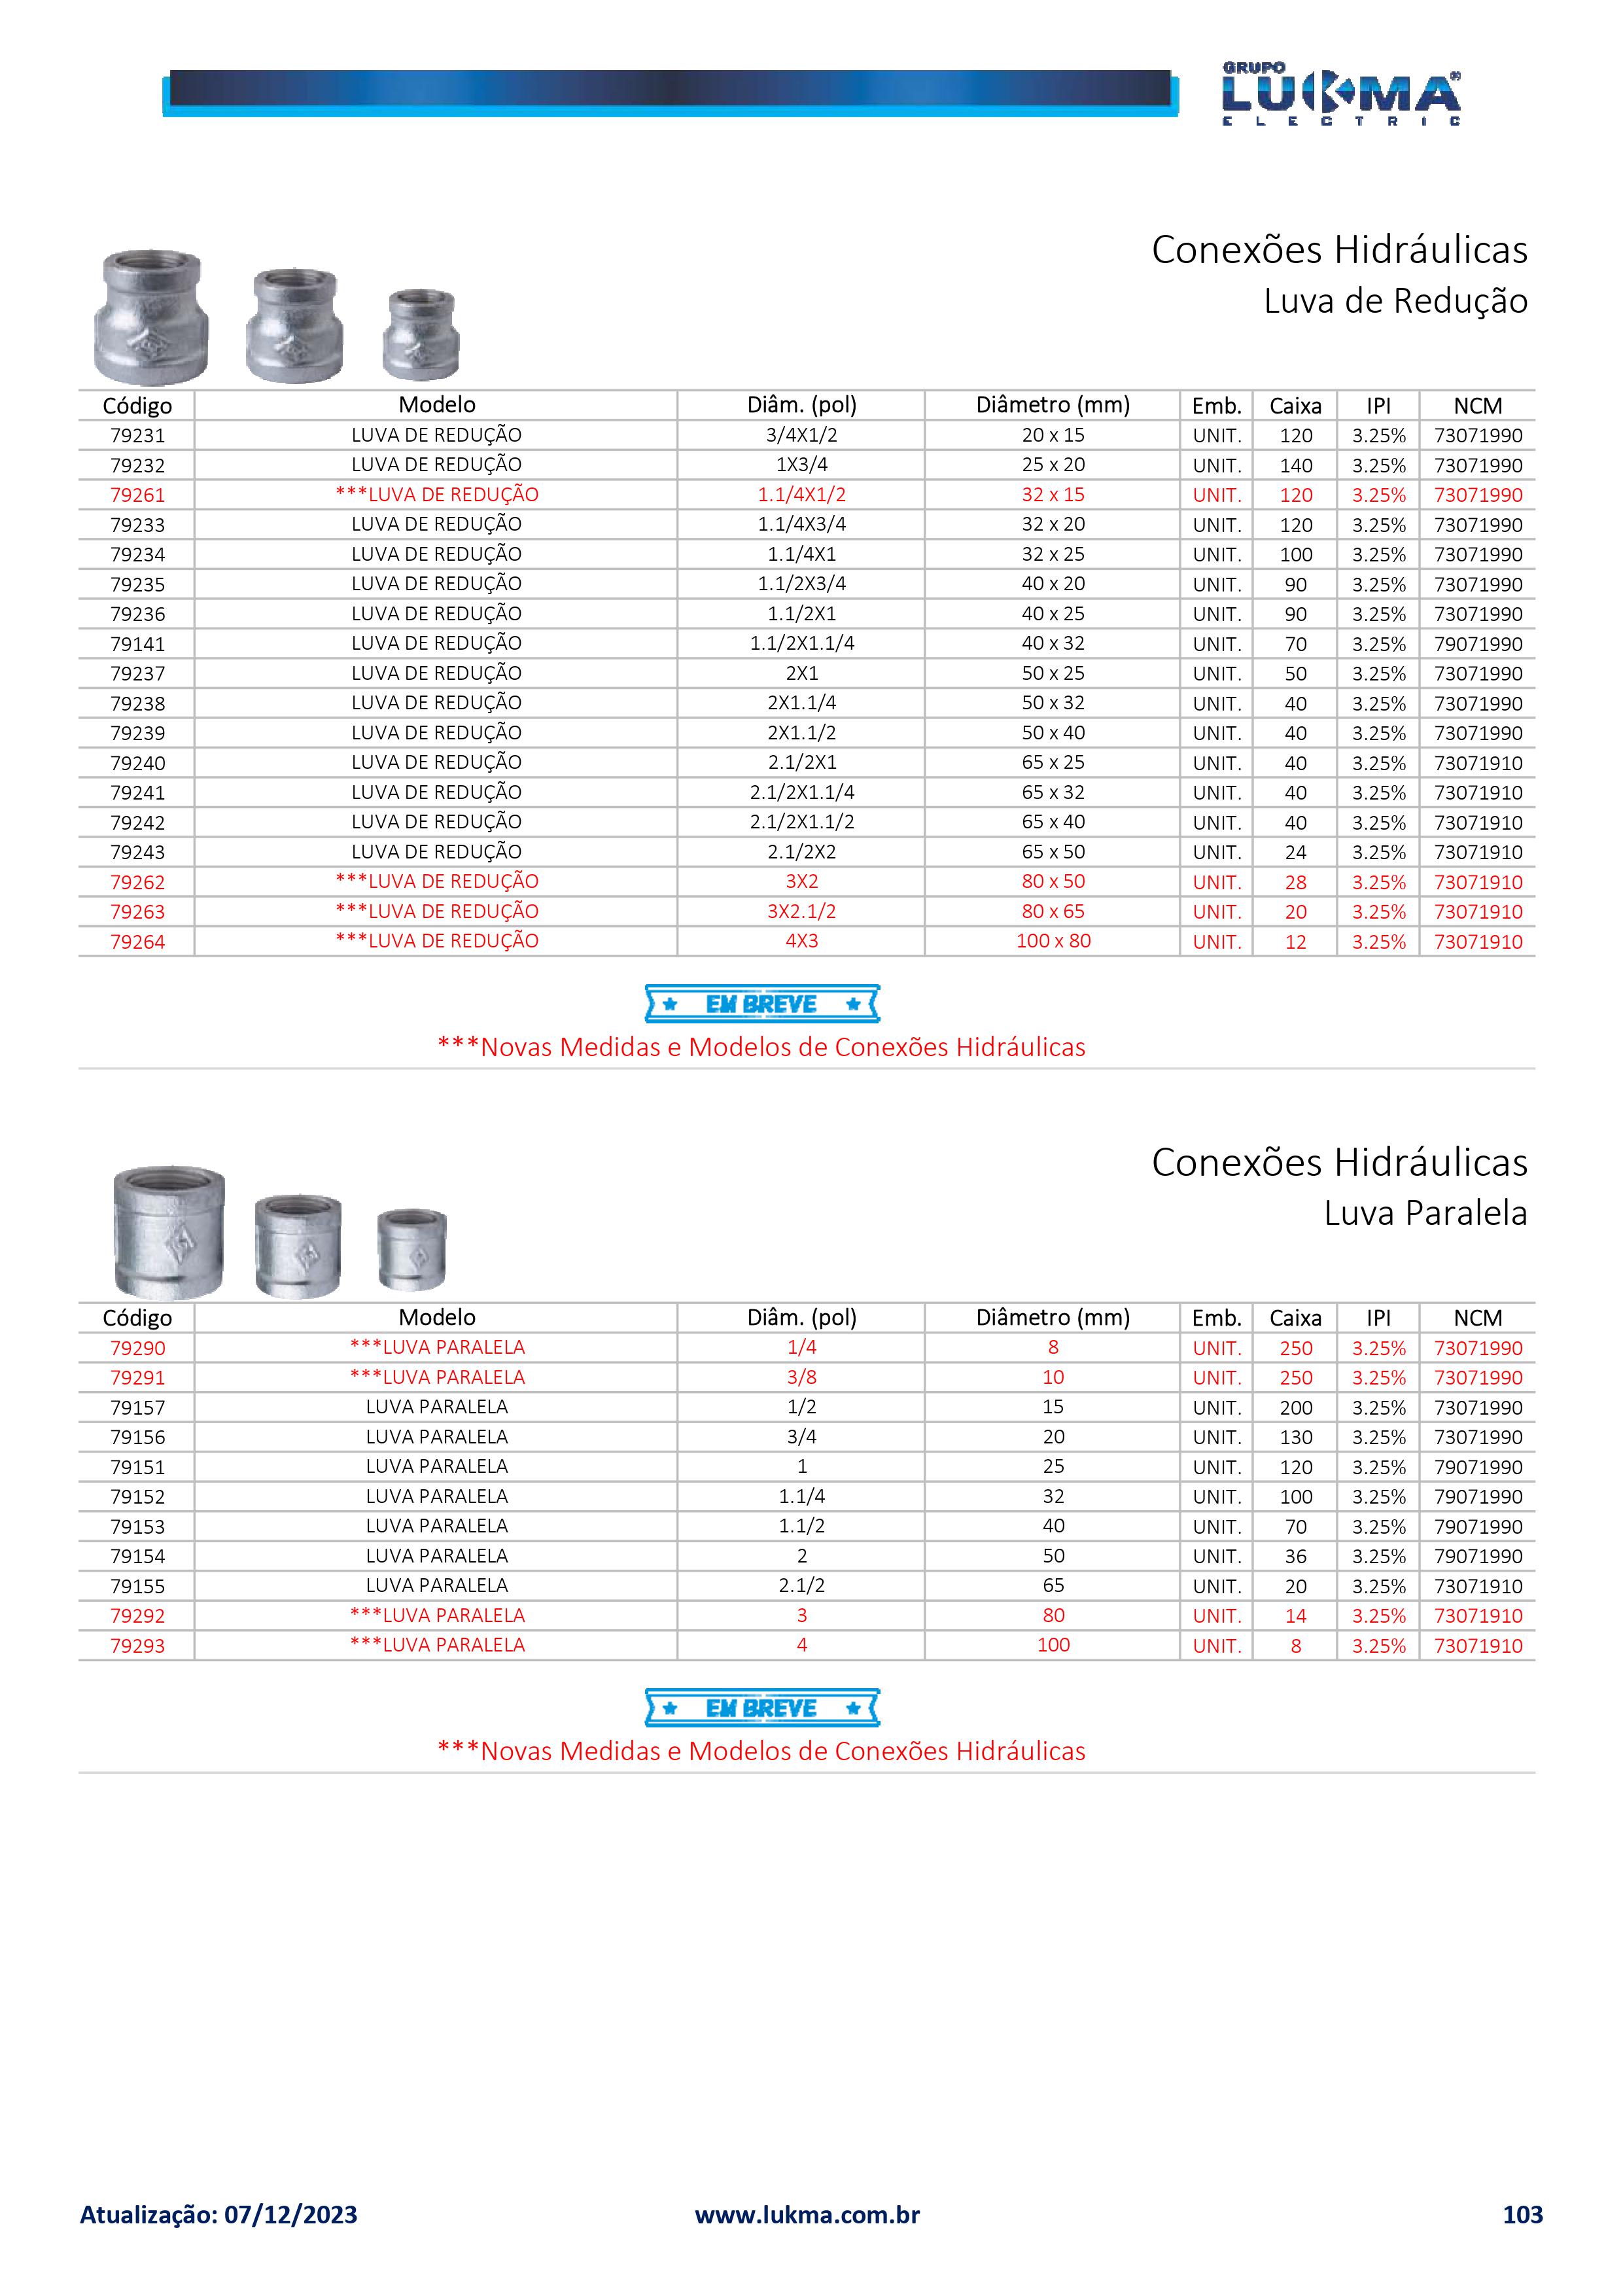 GRUPO
LUKMA®
ELECTRIC
Conexões Hidráulicas
Luva de Redução
Código Modelo Diâm. (pol) Diâmetro (mm) Emb. Caixa IPI NCM
79231 LUVA DE REDUÇÃO 3/4X1/2 20 x 15 UNIT. 120 3.25% 73071990
79232 LUVA DE REDUÇÃO 1X3/4 25 x 20 UNIT. 140 3.25% 73071990
79261 ***LUVA DE REDUÇÃO 1.1/4X1/2 32 x 15 UNIT. 120 3.25% 73071990
79233 LUVA DE REDUÇÃO 1.1/4X3/4 32 x 20 UNIT. 120 3.25% 73071990
79234 LUVA DE REDUÇÃO 1.1/4X1 32 x 25 UNIT. 100 3.25% 73071990
79235 LUVA DE REDUÇÃO 1.1/2X3/4 40 x 20 UNIT. 90 3.25% 73071990
79236 LUVA DE REDUÇÃO 1.1/2X1 40 x 25 UNIT. 90 3.25% 73071990
79141 LUVA DE REDUÇÃO 1.1/2X1.1/4 40 x 32 UNIT. 70 3.25% 79071990
79237 LUVA DE REDUÇÃO 2X1 50 x 25 UNIT. 50 3.25% 73071990
79238 LUVA DE REDUÇÃO 2X1.1/4 50 x 32 UNIT. 40 3.25% 73071990
79239 LUVA DE REDUÇÃO 2X1.1/2 50 x 40 UNIT. 40 3.25% 73071990
79240 LUVA DE REDUÇÃO 2.1/2X1 65 x 25 UNIT. 40 3.25% 73071910
79241 LUVA DE REDUÇÃO 2.1/2X1.1/4 65 x 32 UNIT. 40 3.25% 73071910
79242 LUVA DE REDUÇÃO 2.1/2X1.1/2 65 x 40 UNIT. 40 3.25% 73071910
79243 LUVA DE REDUÇÃO 2.1/2X2 65 x 50 UNIT. 24 3.25% 73071910
79262 ***LUVA DE REDUÇÃO 3X2 80 x 50 UNIT. 28 3.25% 73071910
79263 ***LUVA DE REDUÇÃO 3X2.1/2 80 x 65 UNIT. 20 3.25% 73071910
79264 ***LUVA DE REDUÇÃO 4X3 100 x 80 UNIT. 12 3.25% 73071910
EM BREVE
***Novas Medidas e Modelos de Conexões Hidráulicas
Conexões Hidráulicas
Luva Paralela
Código Modelo Diâm. (pol) Diâmetro (mm) Emb. Caixa IPI NCM
79290 ***LUVA PARALELA 1/4 8 UNIT. 250 3.25% 73071990
79291 ***LUVA PARALELA 3/8 10 UNIT. 250 3.25% 73071990
79157 LUVA PARALELA 1/2 15 UNIT. 200 3.25% 73071990
79156 LUVA PARALELA 3/4 20 UNIT. 130 3.25% 73071990
79151 LUVA PARALELA 1 25 UNIT. 120 3.25% 79071990
79152 LUVA PARALELA 1.1/4 32 UNIT. 100 3.25% 79071990
79153 LUVA PARALELA 1.1/2 40 UNIT. 70 3.25% 79071990
79154 LUVA PARALELA 2 50 UNIT. 36 3.25% 79071990
79155 LUVA PARALELA 2.1/2 65 UNIT. 20 3.25% 73071910
79292 ***LUVA PARALELA 3 80 UNIT. 14 3.25% 73071910
79293 ***LUVA PARALELA 4 100 UNIT. 8 3.25% 73071910
EM BREVE
***Novas Medidas e Modelos de Conexões Hidráulicas
Atualização: 07/12/2023 www.lukma.com.br 103